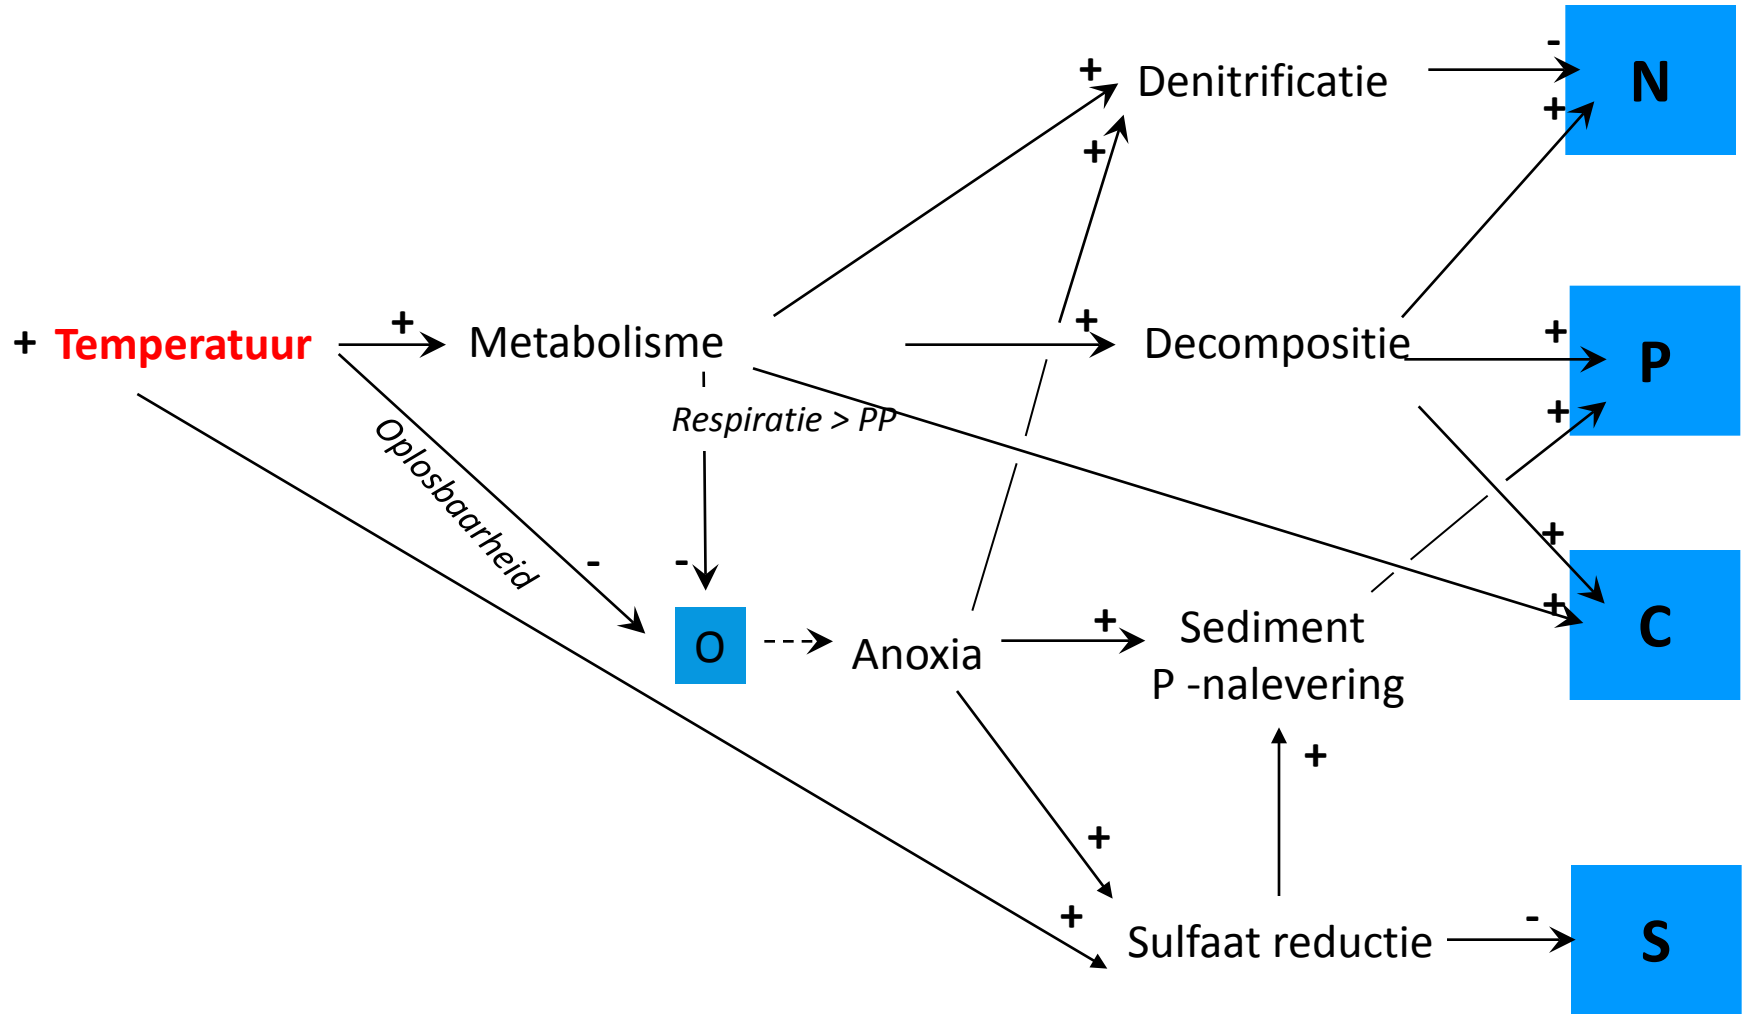 -
+ Denitrificatie N
+
+
+ Temperatuur + Metabolisme + Decompositie + P
Respiratie > PP +
Oplosbaarheid
- - +
+ C
O Anoxia + Sediment
P -nalevering
+
+
+ -
Sulfaat reductie S